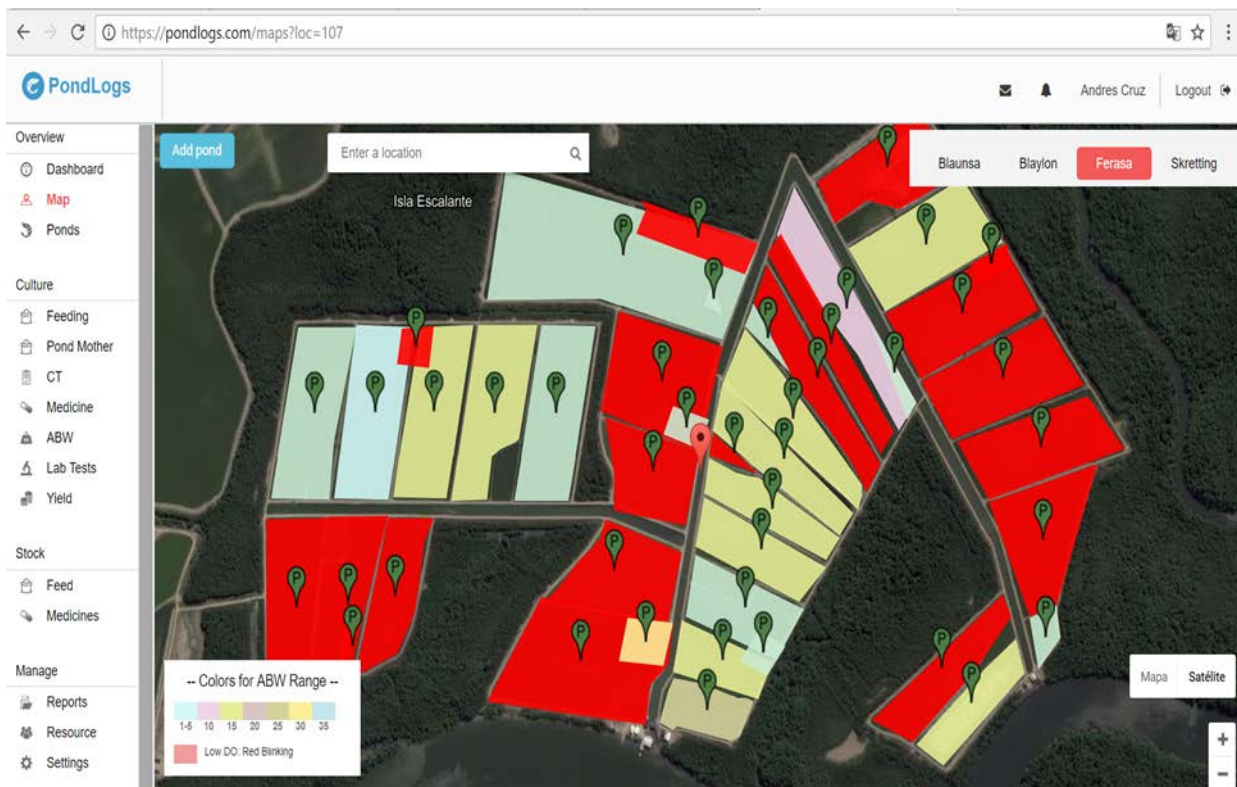 https://pondlogs.com/maps?loc=107
PondLogs
Andres Cruz
Logout
Overview
Dashboard
Map
Ponds
Culture
Feeding
Pond Mother
CT
Medicine
ABW
Lab Tests
Yield
Stock
Feed
Medicines
Manage
Reports
Resource
Settings
Add pond
Enter a location
Blaunsa Blaylon Ferasa Skretting
Isla Escalante
P P P P P P P P P P P P P P P P P P P P P P P P P P P P P P P P P P P P P P P P P
-- Colors for ABW Range --
1-5 10 15 20 25 30 35
Low DO: Red Blinking
Mapa Satélite
+
−